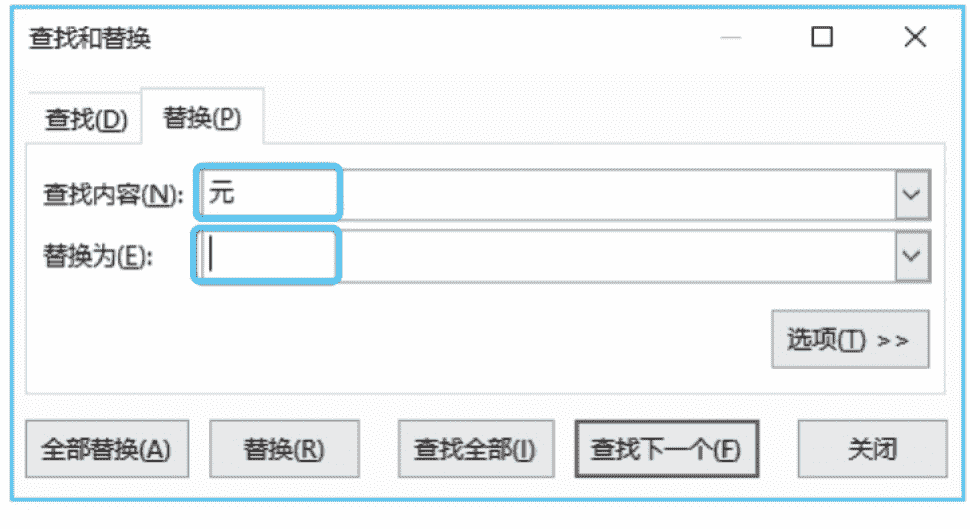 查找和替换
查找(D) 替换(P)
查找内容(N): 元
替换为(E):
选项(T) >>
全部替换(A) 替换(R) 查找全部(I) 查找下一个(F) 关闭